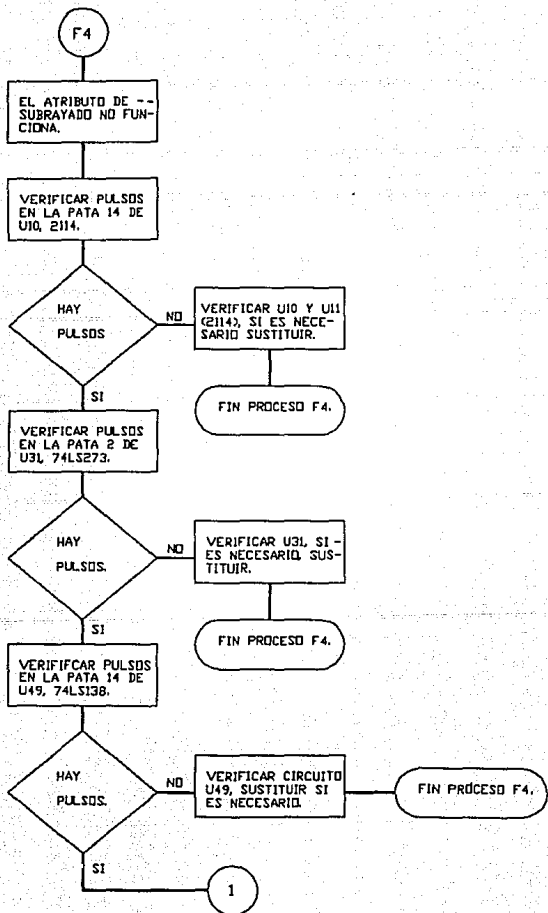 F4
EL ATRIBUTO DE --
SUBRAYADO NO FUN-
CIONA.
VERIFICAR PULSOS
EN LA PATA 14 DE
U10, 2114.
HAY
PULSOS
NO
VERIFICAR U10 Y U11
(2114), SI ES NECE-
SARIO SUSTITUIR.
FIN PROCESO F4.
SI
VERIFICAR PULSOS
EN LA PATA 2 DE
U31, 74LS273.
HAY
PULSOS.
NO
VERIFICAR U31, SI -
ES NECESARIO, SUS-
TITUIR.
FIN PROCESO F4.
SI
VERIFIFCAR PULSOS
EN LA PATA 14 DE
U49, 74LS138.
HAY
PULSOS.
NO
VERIFICAR CIRCUITO
U49, SUSTITUIR SI
ES NECESARIO.
FIN PROCESO F4.
SI
1